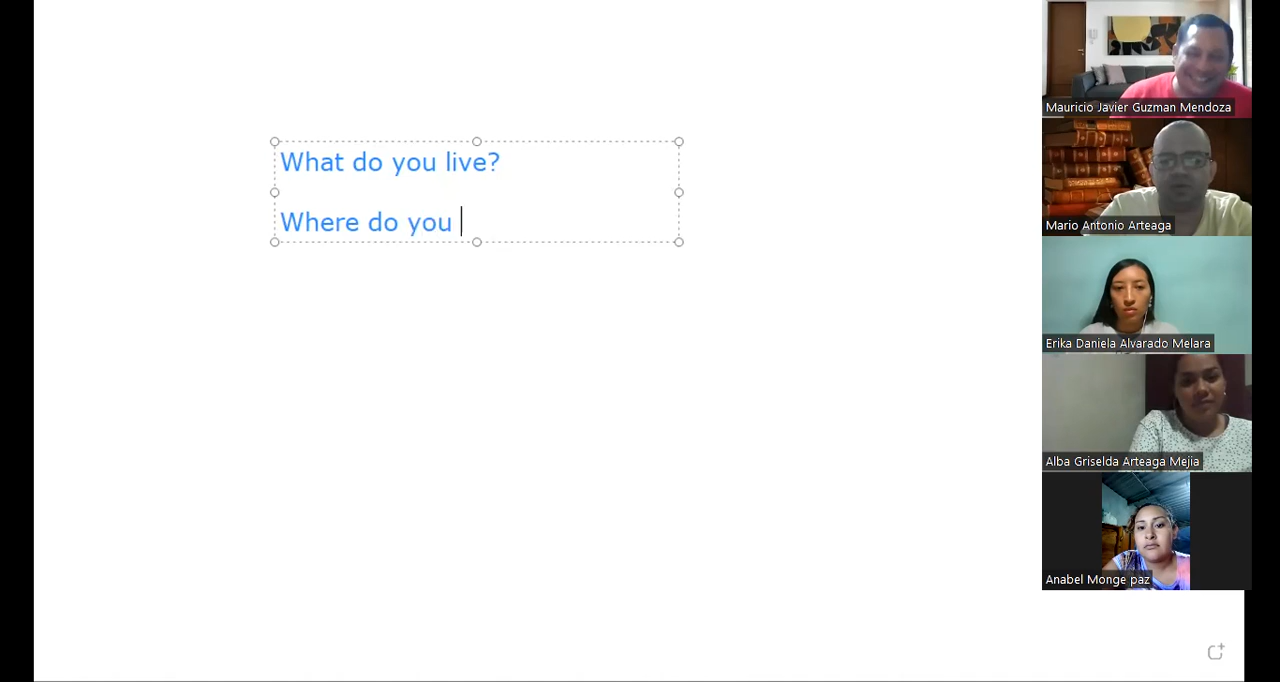 What do you live?
Where do you
Mauricio Javier Guzman Mendoza
Mario Antonio Arteaga
Erika Daniela Alvarado Melara
Alba Griselda Arteaga Mejia
Anabel Monge paz